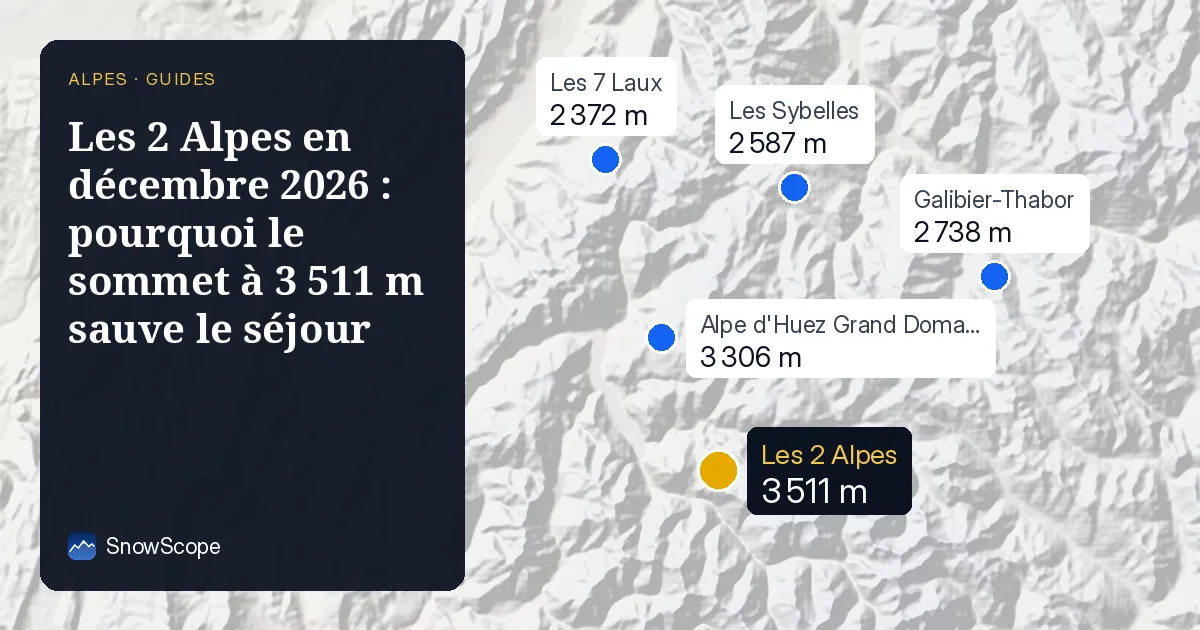 ALPES · GUIDES
Les 2 Alpes en
décembre 2026 :
pourquoi le
sommet à 3 511 m
sauve le séjour
SnowScope
Les 7 Laux
2 372 m
Les Sybelles
2 587 m
Galibier-Thabor
2 738 m
Alpe d'Huez Grand Doma...
3 306 m
Les 2 Alpes
3 511 m